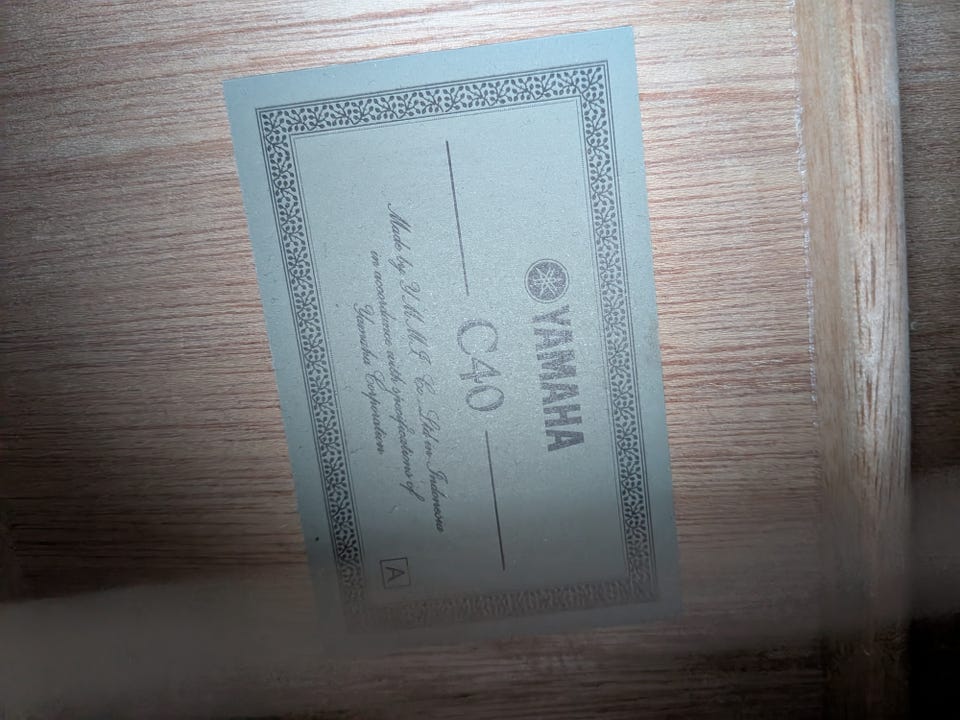 YAMAHA
C40
Made by Y.M.M.I. Co. Ltd in Indonesia
in accordance with specifications of
Yamaha Corporation
A